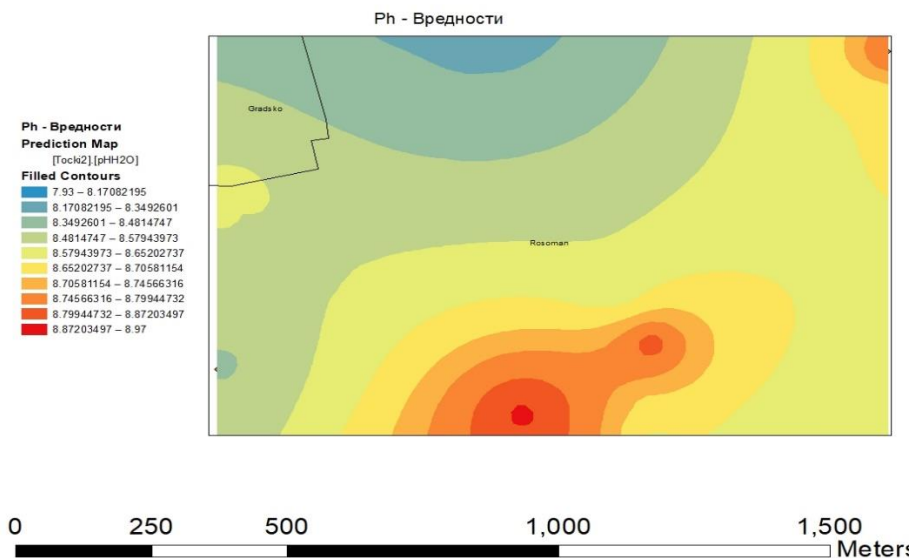 Ph - Вредности
Gradsko
Rosoman
Ph - Вредности
Prediction Map
[Tocki2].[pHH2O]
Filled Contours
7.93 – 8.17082195
8.17082195 – 8.3492601
8.3492601 – 8.4814747
8.4814747 – 8.57943973
8.57943973 – 8.65202737
8.65202737 – 8.70581154
8.70581154 – 8.74566316
8.74566316 – 8.79944732
8.79944732 – 8.87203497
8.87203497 – 8.97
0 250 500 1,000 1,500
Meters